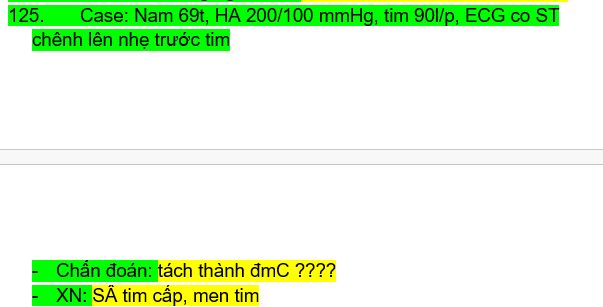 125. Case: Nam 69t, HA 200/100 mmHg, tim 90l/p, ECG co ST
chênh lên nhẹ trước tim
- Chẩn đoán: tách thành đmC ????
- XN: SÂ tim cấp, men tim